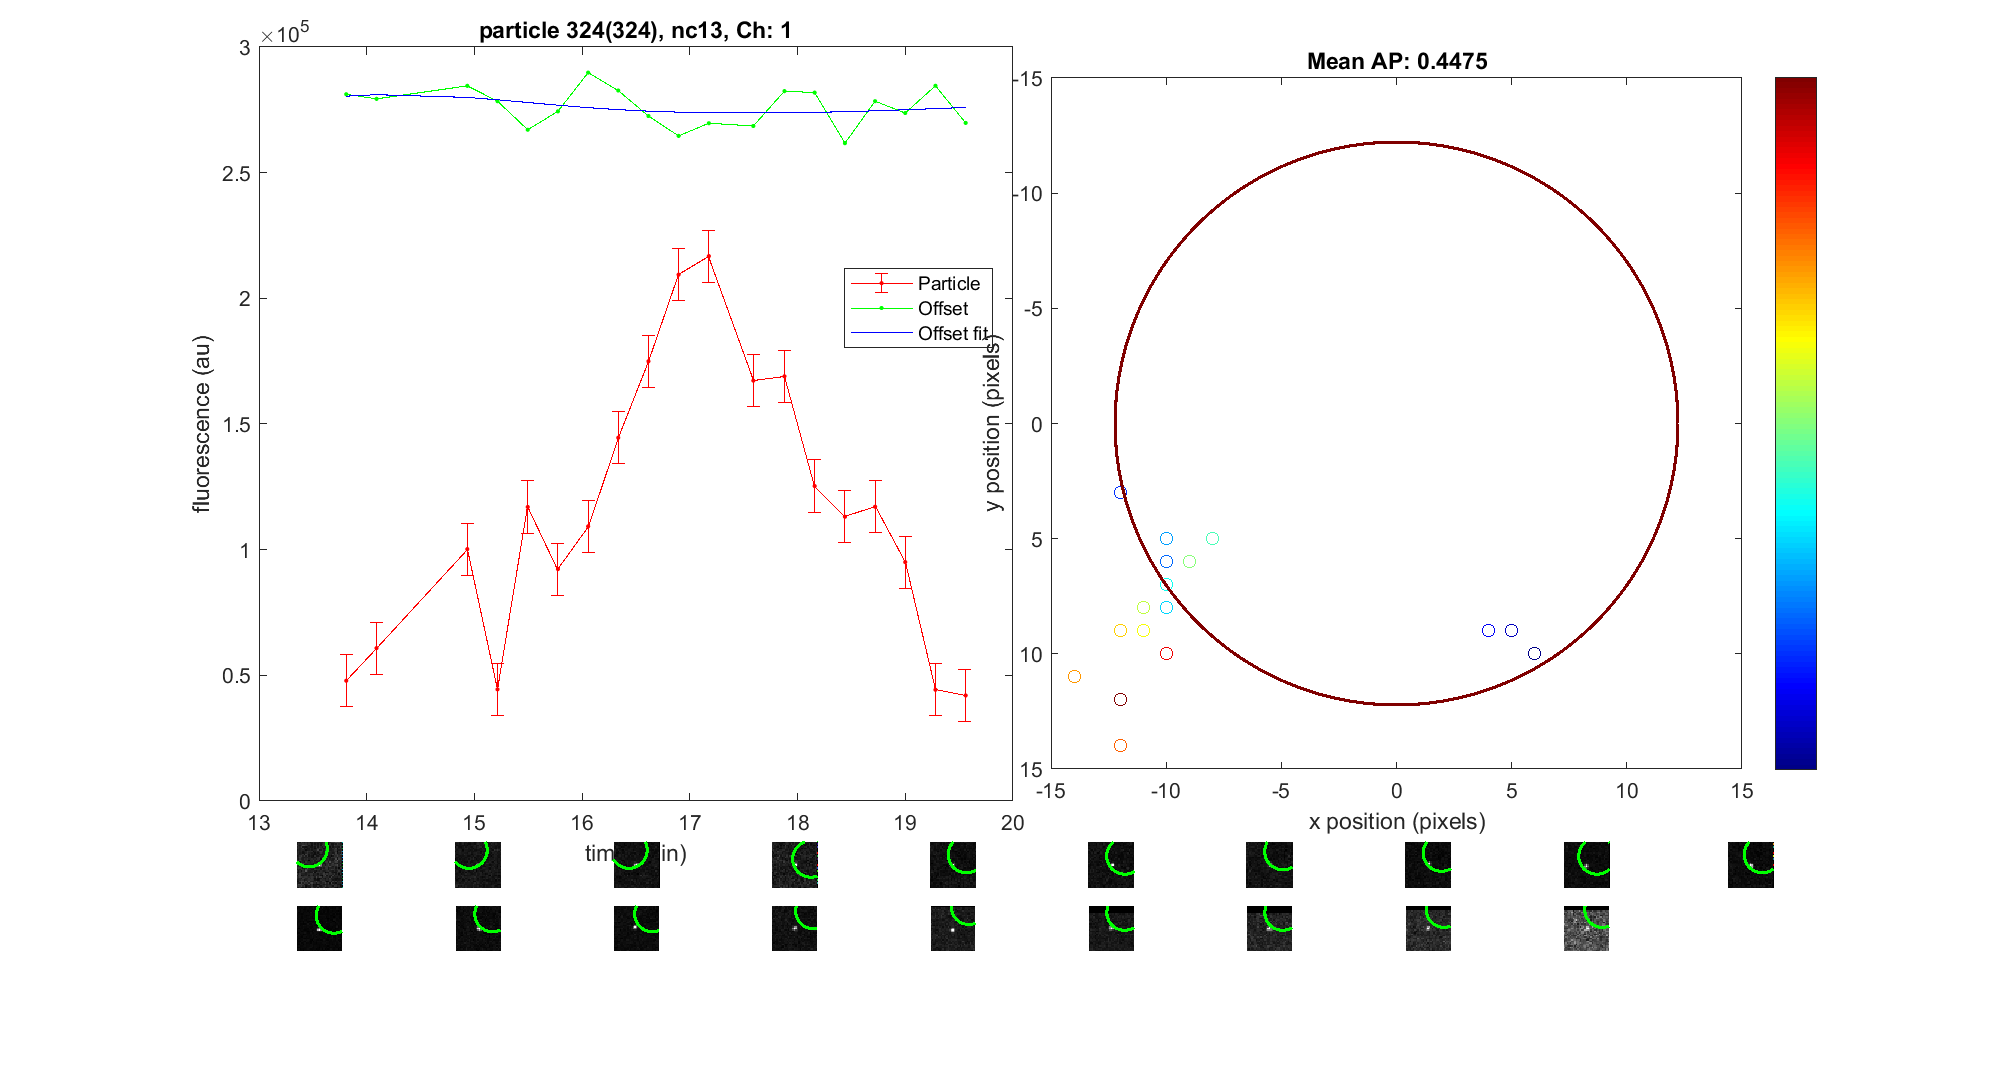 particle 324(324), nc13, Ch: 1
×10^5
3
2.5
2
1.5
1
0.5
0
fluorescence (au)
13 14 15 16 17 18 19 20
Particle
Offset
Offset fit
Mean AP: 0.4475
-15
-10
-5
0
5
10
15
y position (pixels)
-15 -10 -5 0 5 10 15
x position (pixels)